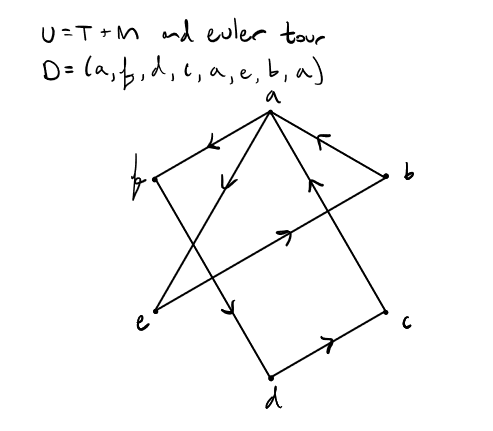 U = T + M and euler tour
D = (a, f, d, c, a, e, b, a)
a
f
b
e
c
d